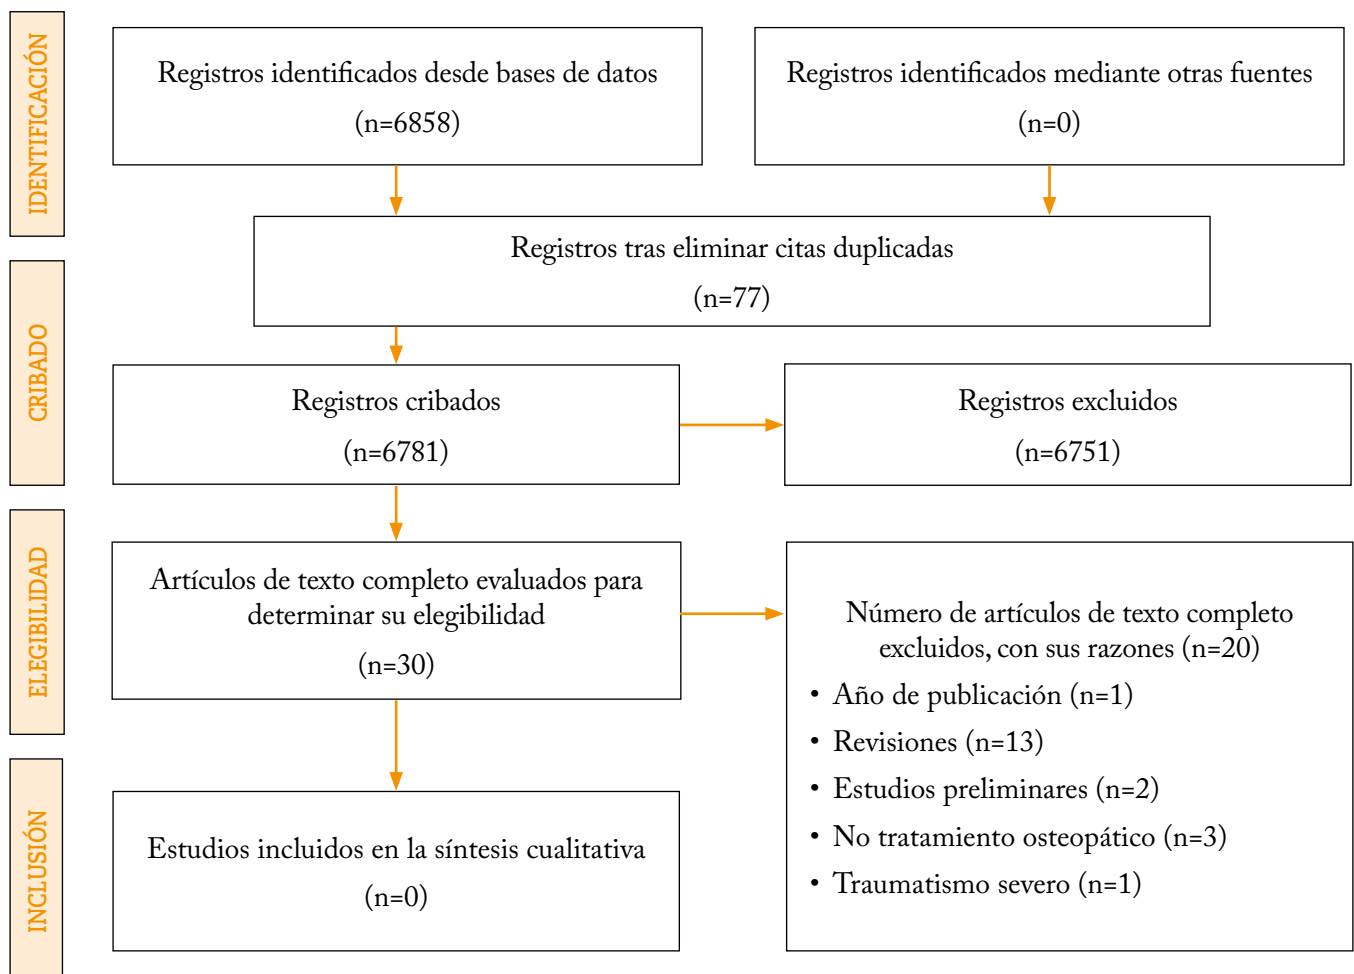 IDENTIFICACIÓN
Registros identificados desde bases de datos
(n=6858)
Registros identificados mediante otras fuentes
(n=0)
Registros tras eliminar citas duplicadas
(n=77)
CRIBADO
Registros cribados
(n=6781)
Registros excluidos
(n=6751)
ELEGIBILIDAD
Artículos de texto completo evaluados para
determinar su elegibilidad
(n=30)
Número de artículos de texto completo
excluidos, con sus razones (n=20)
• Año de publicación (n=1)
• Revisiones (n=13)
• Estudios preliminares (n=2)
• No tratamiento osteopático (n=3)
• Traumatismo severo (n=1)
INCLUSIÓN
Estudios incluidos en la síntesis cualitativa
(n=0)